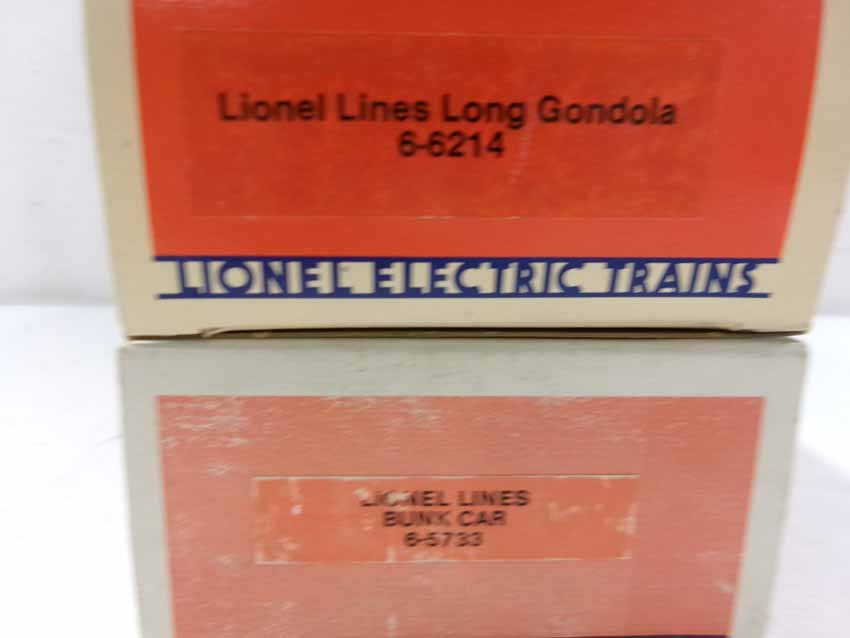 Lionel Lines Long Gondola
6-6214
LIONEL ELECTRIC TRAINS
LIONEL LINES
BUNK CAR
6-5733